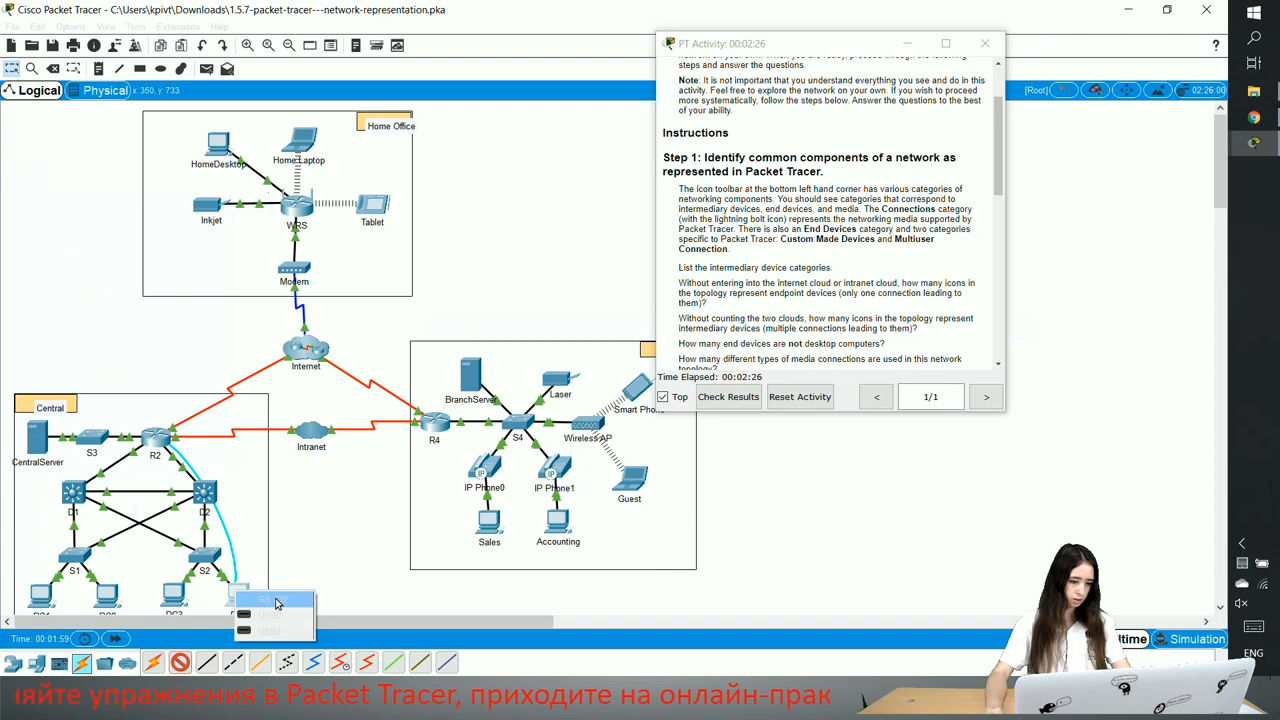 Cisco Packet Tracer - C:\Users\kpivt\Downloads\1.5.7-packet-tracer---network-representation.pka
File Edit Options View Tools Extensions Help
Logical
Physical
x: 350, y: 733
[Root]
02:26:00
PT Activity: 00:02:26
steps and answer the questions.
Note: It is not important that you understand everything you see and do in this
activity. Feel free to explore the network on your own. If you wish to proceed
more systematically, follow the steps below. Answer the questions to the best
of your ability.
Instructions
Step 1: Identify common components of a network as
represented in Packet Tracer.
The icon toolbar at the bottom left hand corner has various categories of
networking components. You should see categories that correspond to
intermediary devices, end devices, and media. The Connections category
(with the lightning bolt icon) represents the networking media supported by
Packet Tracer. There is also an End Devices category and two categories
specific to Packet Tracer: Custom Made Devices and Multiuser
Connection.
List the intermediary device categories.
Without entering into the internet cloud or intranet cloud, how many icons in
the topology represent endpoint devices (only one connection leading to
them)?
Without counting the two clouds, how many icons in the topology represent
intermediary devices (multiple connections leading to them)?
How many end devices are not desktop computers?
How many different types of media connections are used in this network
topology?
Time Elapsed: 00:02:26
Top
Check Results
Reset Activity
<
1/1
>
Home Office
HomeDesktop
Home Laptop
Inkjet
WRS
Tablet
Modem
Internet
Central
CentralServer
S3
R2
Intranet
R4
D1
D2
S1
S2
BranchServer
Laser
Smart Phone
S4
Wireless AP
IP Phone0
IP Phone1
Guest
Sales
Accounting
USB0
USB1
Time: 00:01:59
Simulation
ENG
няйте упражнения в Packet Tracer, приходите на онлайн-прак